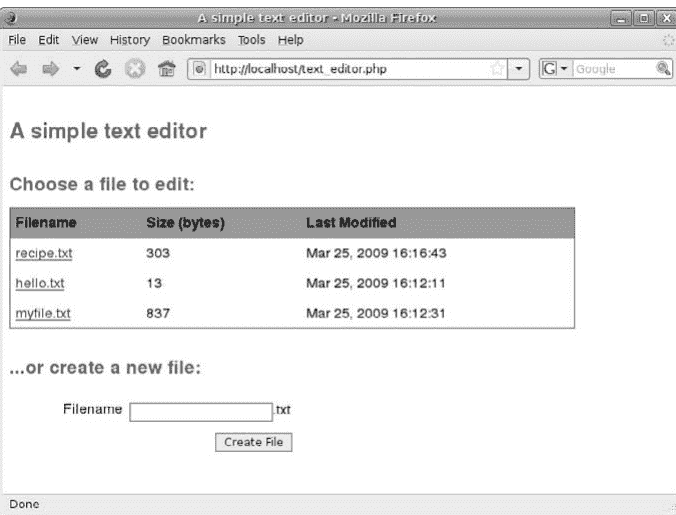 A simple text editor - Mozilla Firefox
File Edit View History Bookmarks Tools Help
http://localhost/text_editor.php
G Google
A simple text editor
Choose a file to edit:
Filename Size (bytes) Last Modified
recipe.txt 303 Mar 25, 2009 16:16:43
hello.txt 13 Mar 25, 2009 16:12:11
myfile.txt 837 Mar 25, 2009 16:12:31
...or create a new file:
Filename .txt
Create File
Done